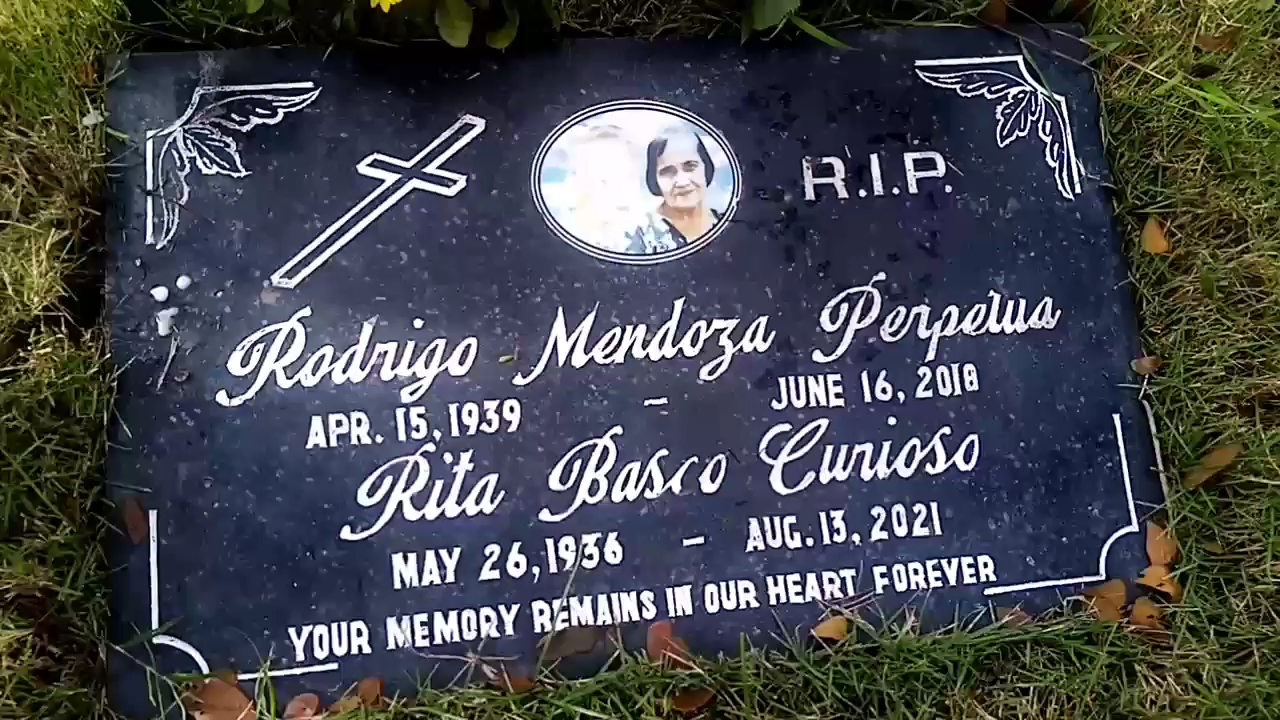 R.I.P.
Rodrigo Mendoza Perpetua
APR. 15, 1939 - JUNE 16, 2018
Rita Basco Curioso
MAY 26, 1936 - AUG. 13, 2021
YOUR MEMORY REMAINS IN OUR HEART FOREVER